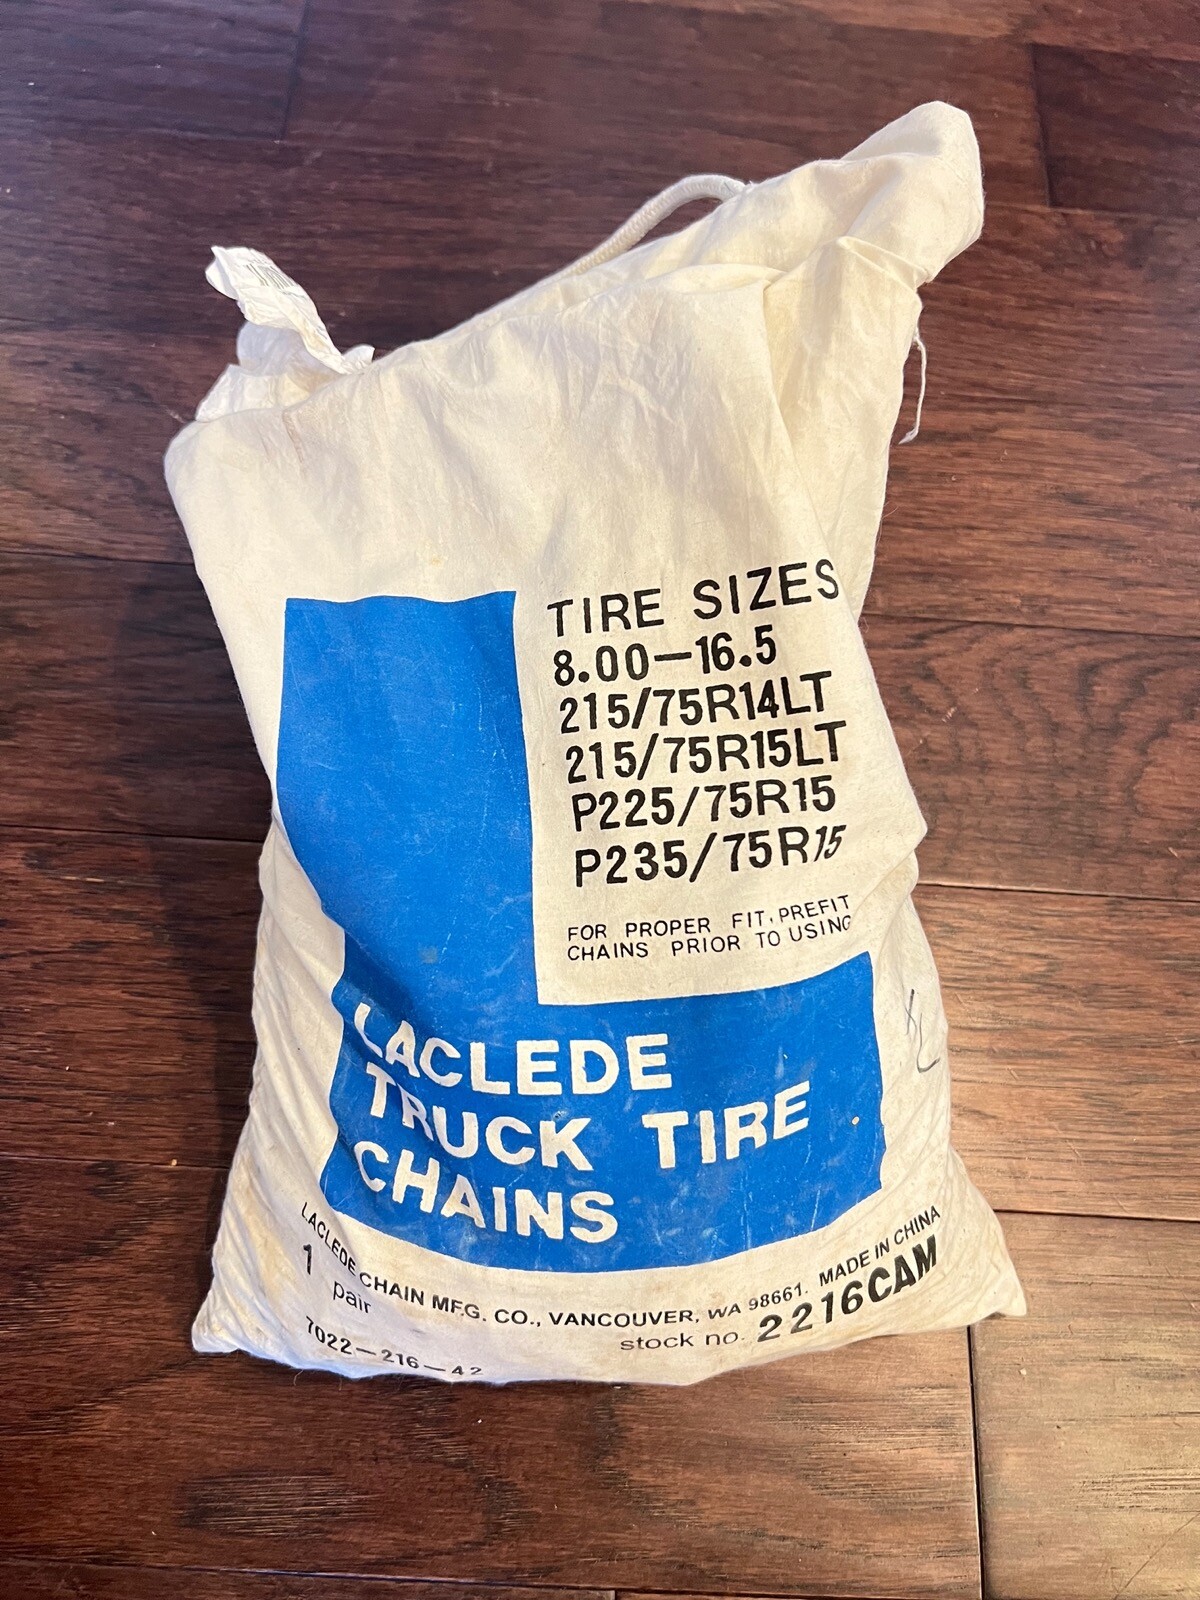 TIRE SIZES
8.00-16.5
215/75R14LT
215/75R15LT
P225/75R15
P235/75R15
FOR PROPER FIT, PREFIT
CHAINS PRIOR TO USING
LACLEDE
TRUCK TIRE
CHAINS
LACLEDE CHAIN MFG. CO., VANCOUVER, WA 98661. MADE IN CHINA
1 pair
stock no. 2216CAM
7022-216-42